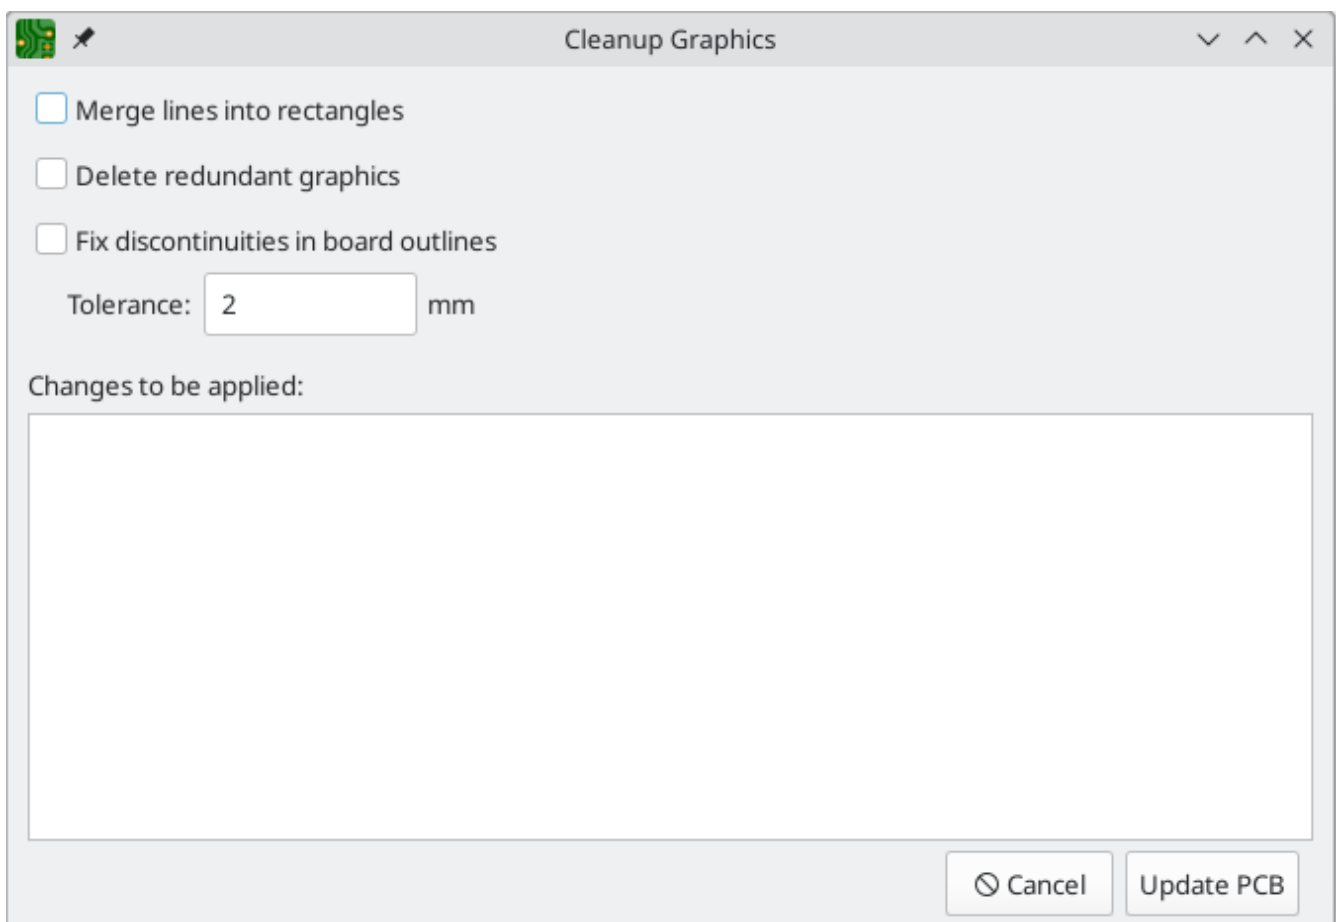 Cleanup Graphics
Merge lines into rectangles
Delete redundant graphics
Fix discontinuities in board outlines
Tolerance: 2 mm
Changes to be applied:
Cancel Update PCB